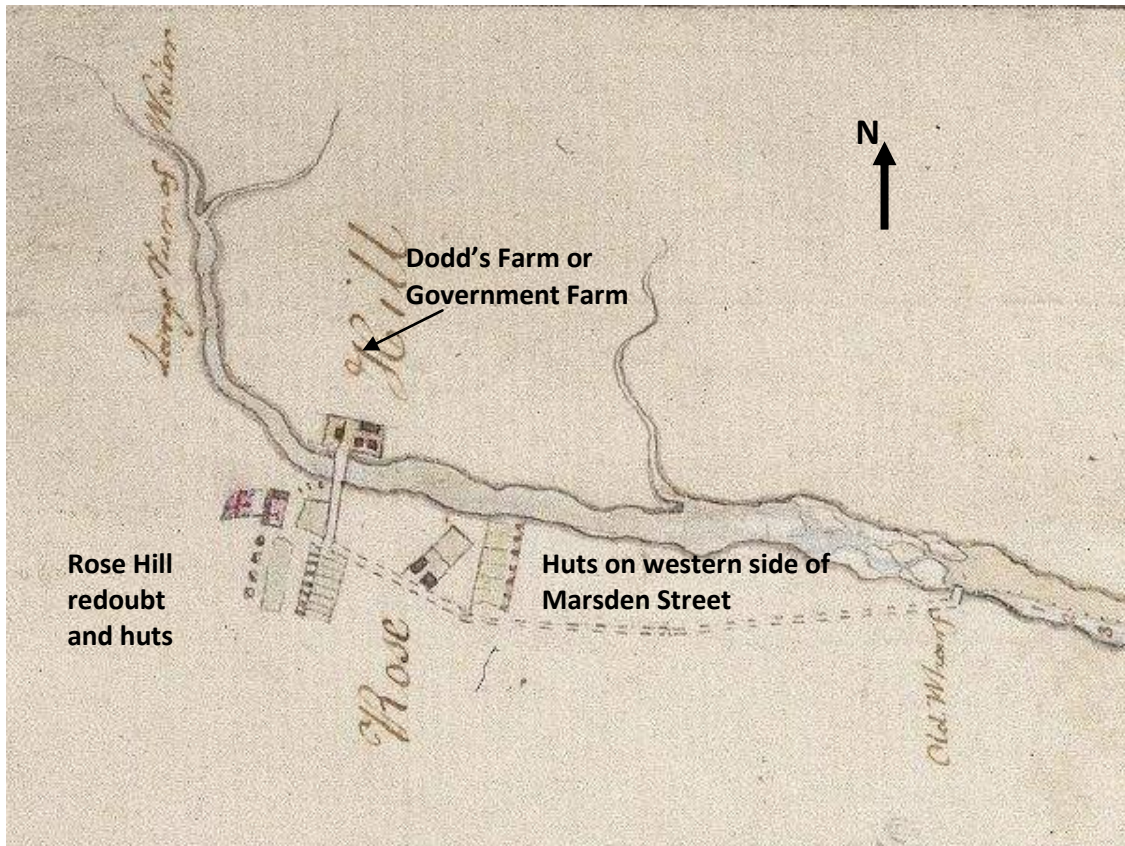 N
Large Run of Water
Hill
Dodd's Farm or
Government Farm
Rose Hill
redoubt
and huts
Huts on western side of
Marsden Street
Rose
Old Wharf